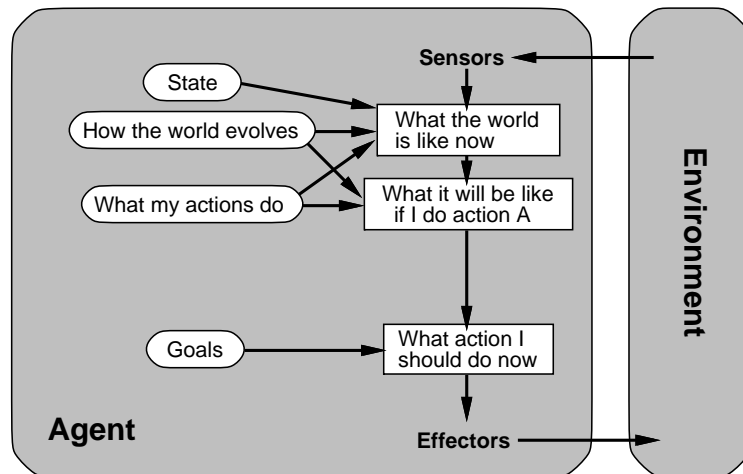 Sensors
State
What the world
is like now
How the world evolves
What it will be like
if I do action A
What my actions do
Environment
What action I
should do now
Goals
Agent
Effectors